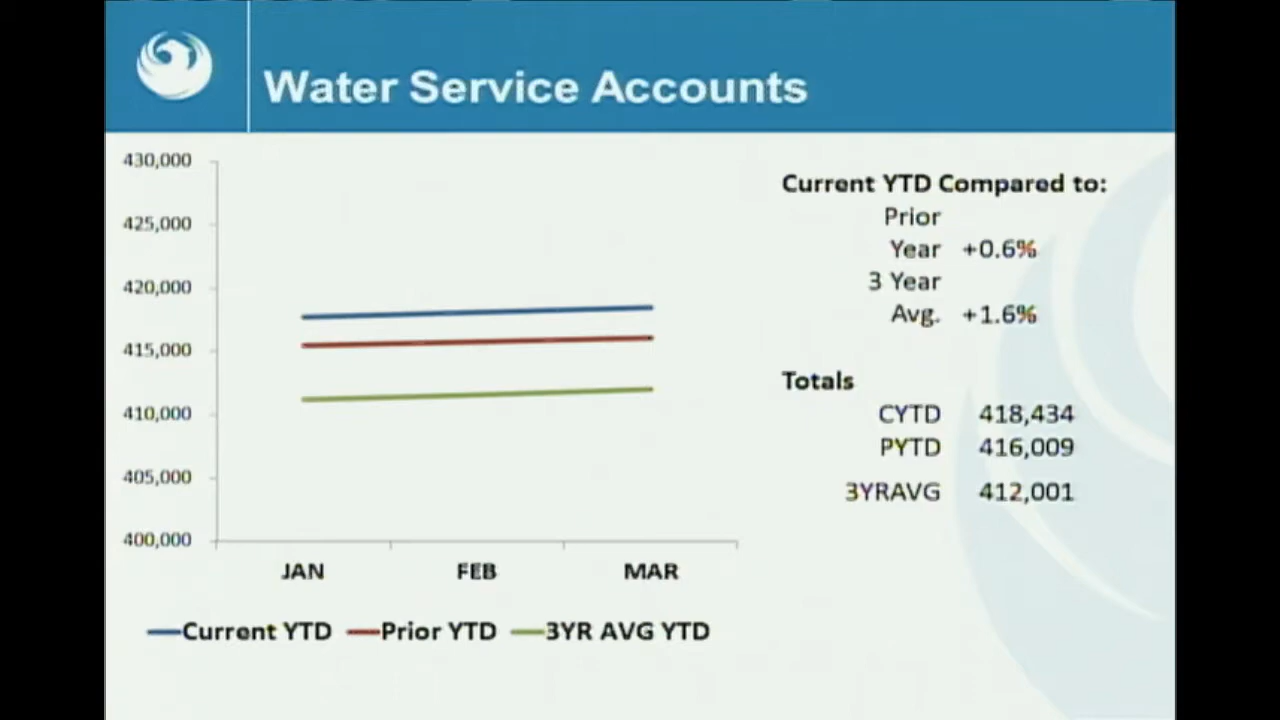 Water Service Accounts
430,000
425,000
420,000
415,000
410,000
405,000
400,000
JAN FEB MAR
Current YTD Prior YTD 3YR AVG YTD
Current YTD Compared to:
Prior
Year +0.6%
3 Year
Avg. +1.6%
Totals
CYTD 418,434
PYTD 416,009
3YRAVG 412,001